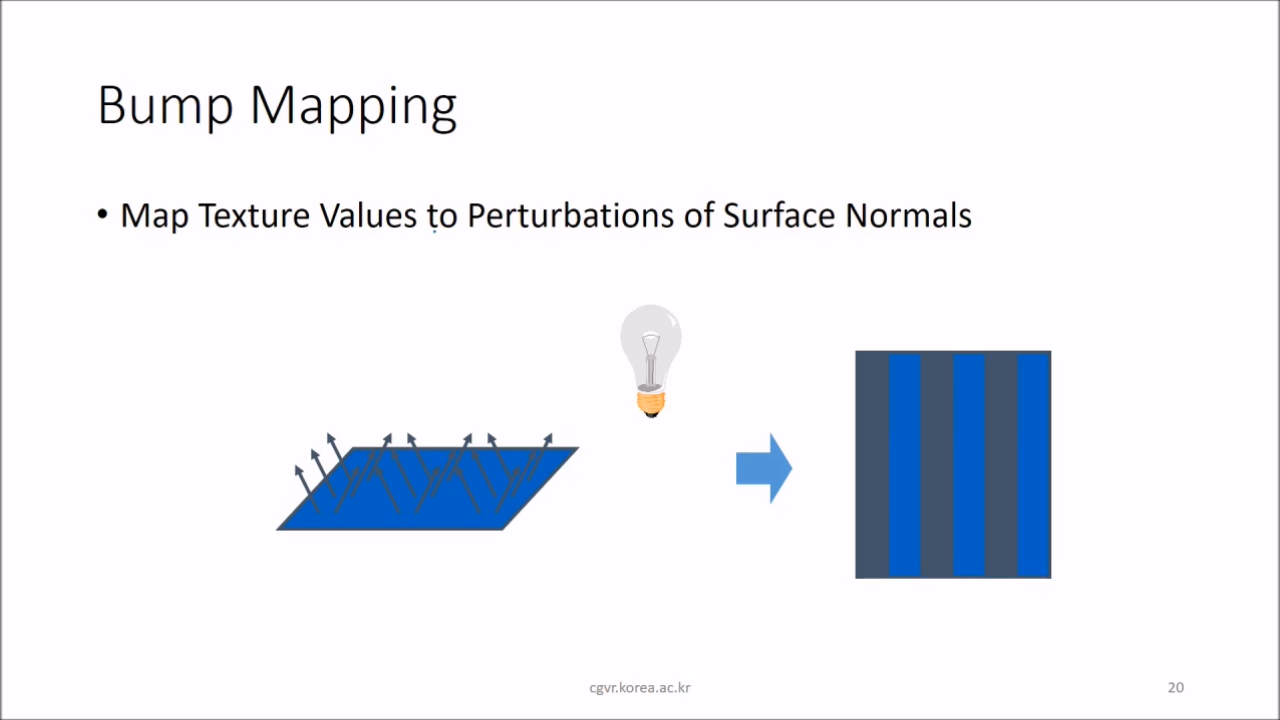 Bump Mapping
• Map Texture Values to Perturbations of Surface Normals
cgvr.korea.ac.kr
20